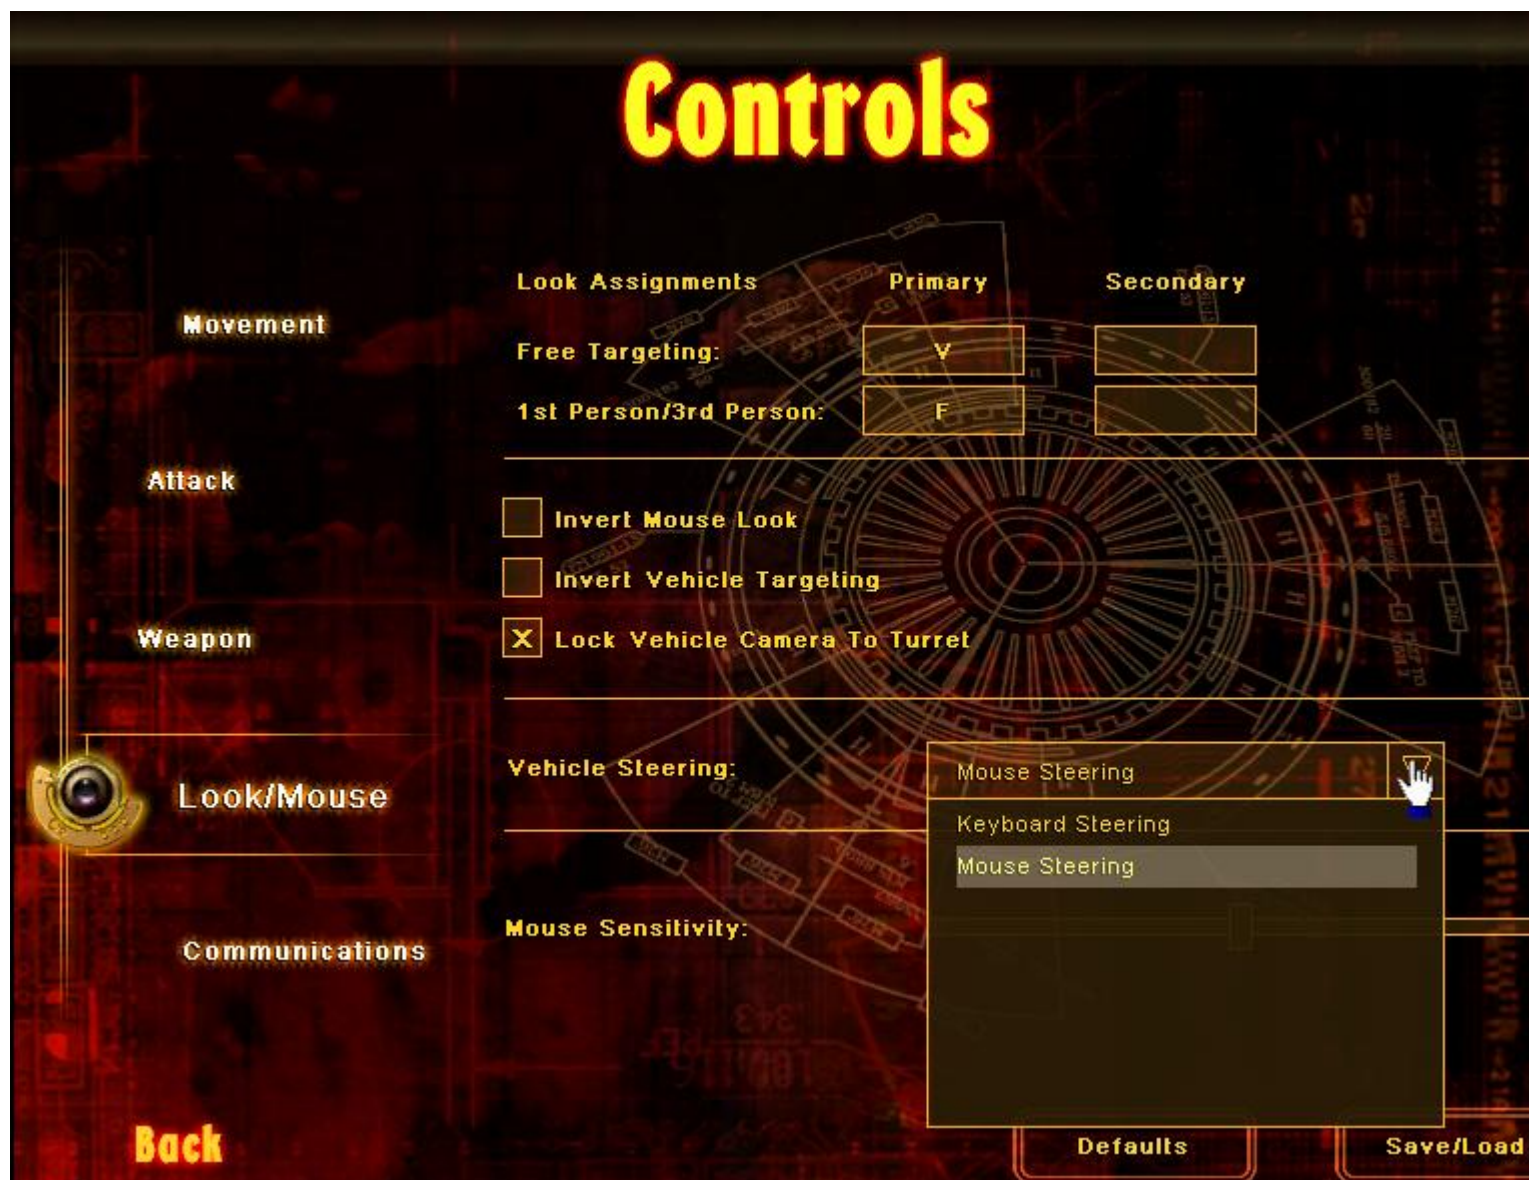 Controls
Look Assignments Primary Secondary
Movement
Free Targeting: V
1st Person/3rd Person: F
Attack
Invert Mouse Look
Invert Vehicle Targeting
Weapon
X Lock Vehicle Camera To Turret
Vehicle Steering: Mouse Steering
Look/Mouse
Keyboard Steering
Mouse Steering
Mouse Sensitivity:
Communications
Back
Defaults
Save/Load